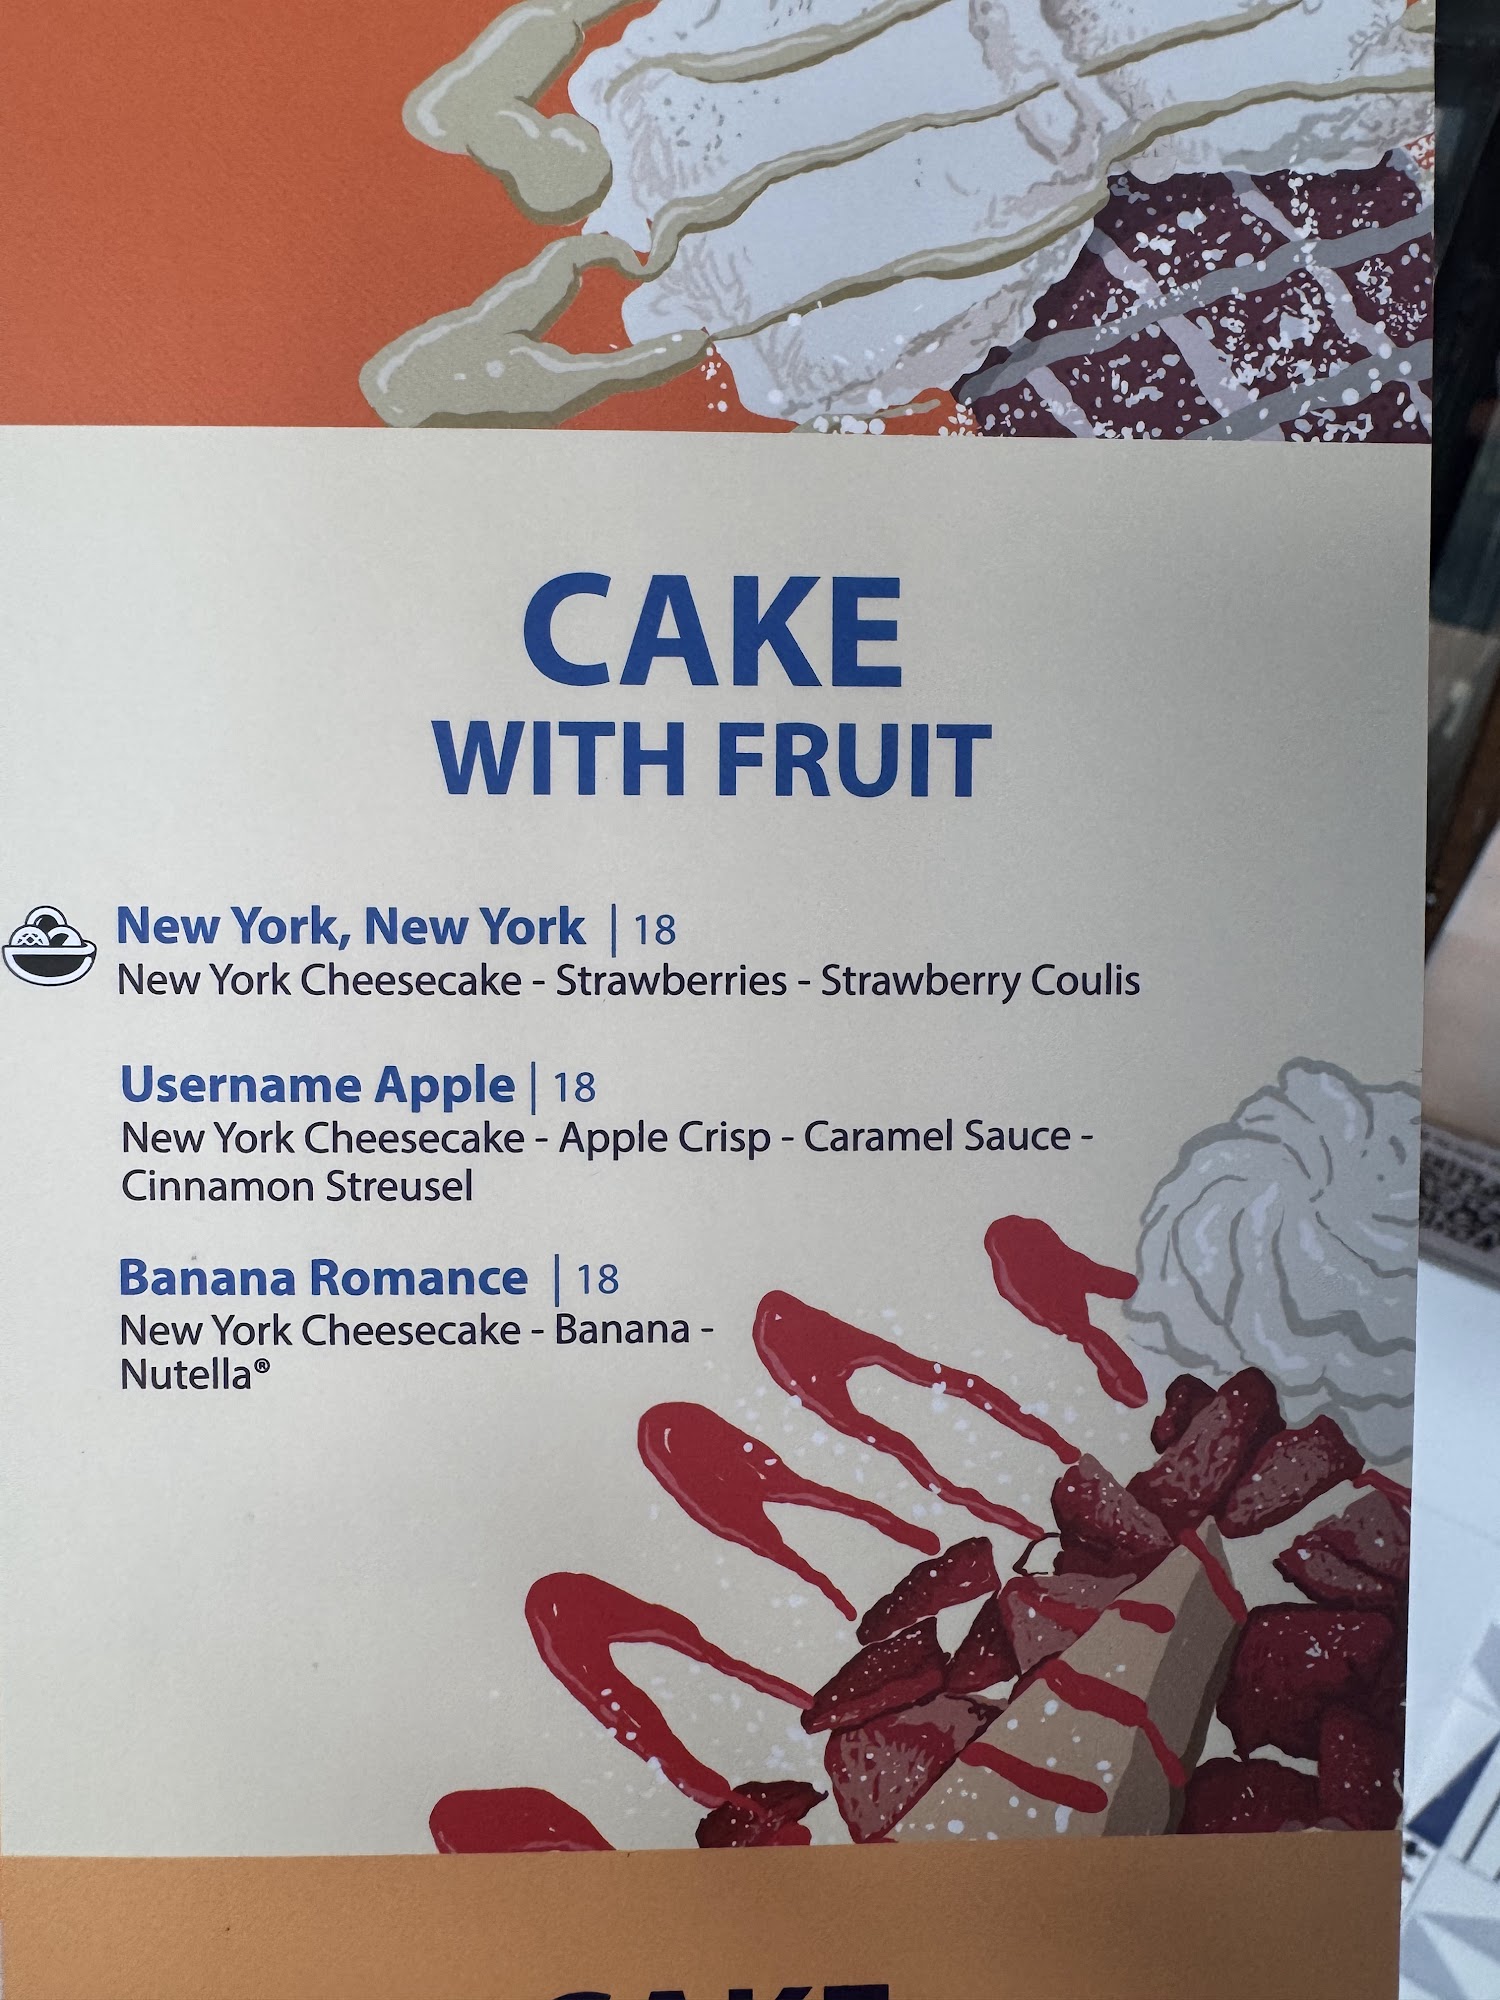 CAKE
WITH FRUIT
New York, New York | 18
New York Cheesecake - Strawberries - Strawberry Coulis
Username Apple | 18
New York Cheesecake - Apple Crisp - Caramel Sauce -
Cinnamon Streusel
Banana Romance | 18
New York Cheesecake - Banana -
Nutella®
CAKE